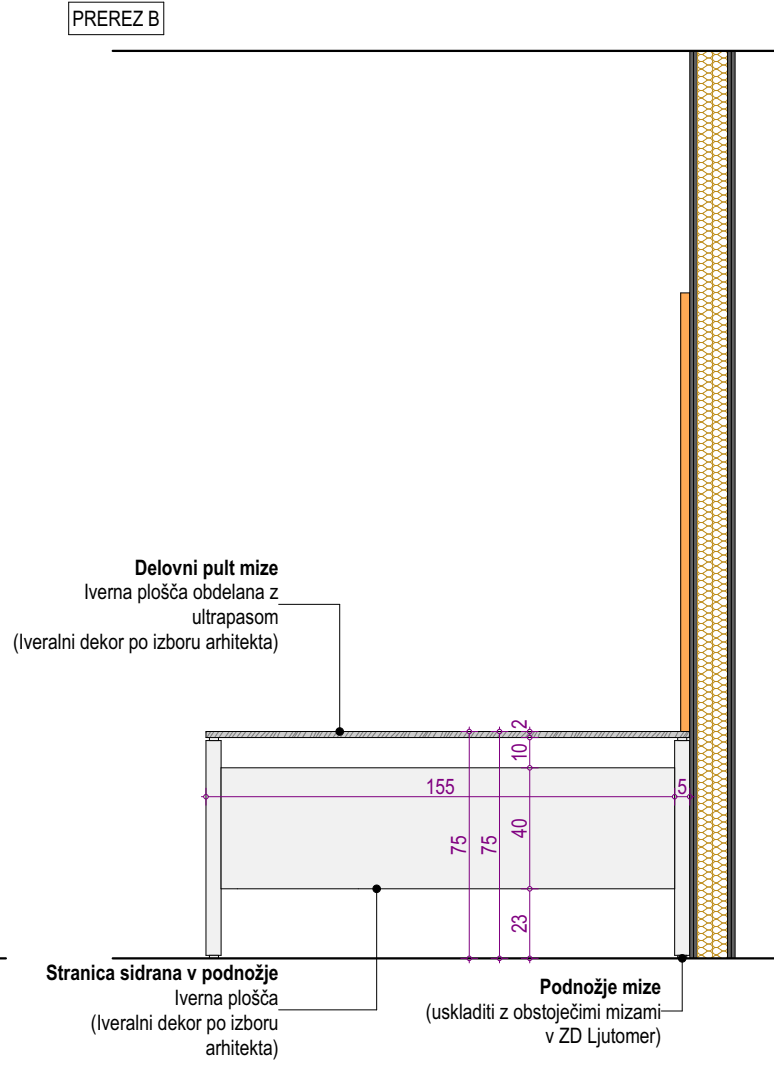 PREREZ B
Delovni pult mize
Iverna plošča obdelana z
ultrapasom
(Iveralni dekor po izboru arhitekta)
2
10
155
5
75
75
40
23
Stranica sidrana v podnožje
Iverna plošča
(Iveralni dekor po izboru
arhitekta)
Podnožje mize
(uskladiti z obstoječimi mizami
v ZD Ljutomer)